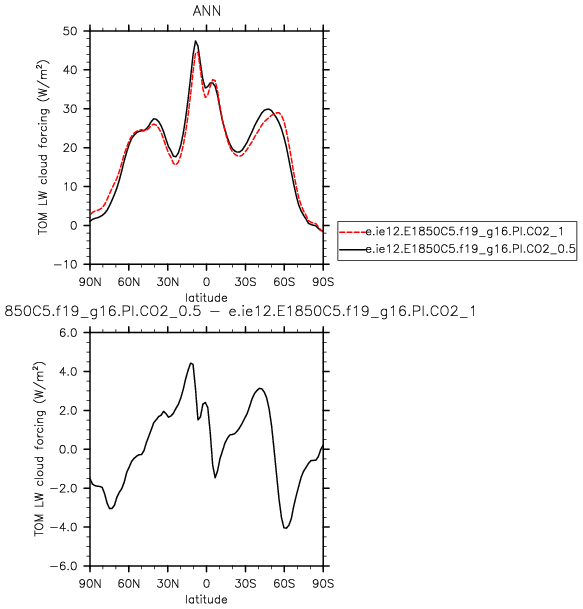 ANN
TOM LW cloud forcing (W/m²)
50
40
30
20
10
0
−10
90N 60N 30N 0 30S 60S 90S
latitude
e.ie12.E1850C5.f19_g16.PI.CO2_1
e.ie12.E1850C5.f19_g16.PI.CO2_0.5
850C5.f19_g16.PI.CO2_0.5 − e.ie12.E1850C5.f19_g16.PI.CO2_1
TOM LW cloud forcing (W/m²)
6.0
4.0
2.0
0.0
−2.0
−4.0
−6.0
90N 60N 30N 0 30S 60S 90S
latitude